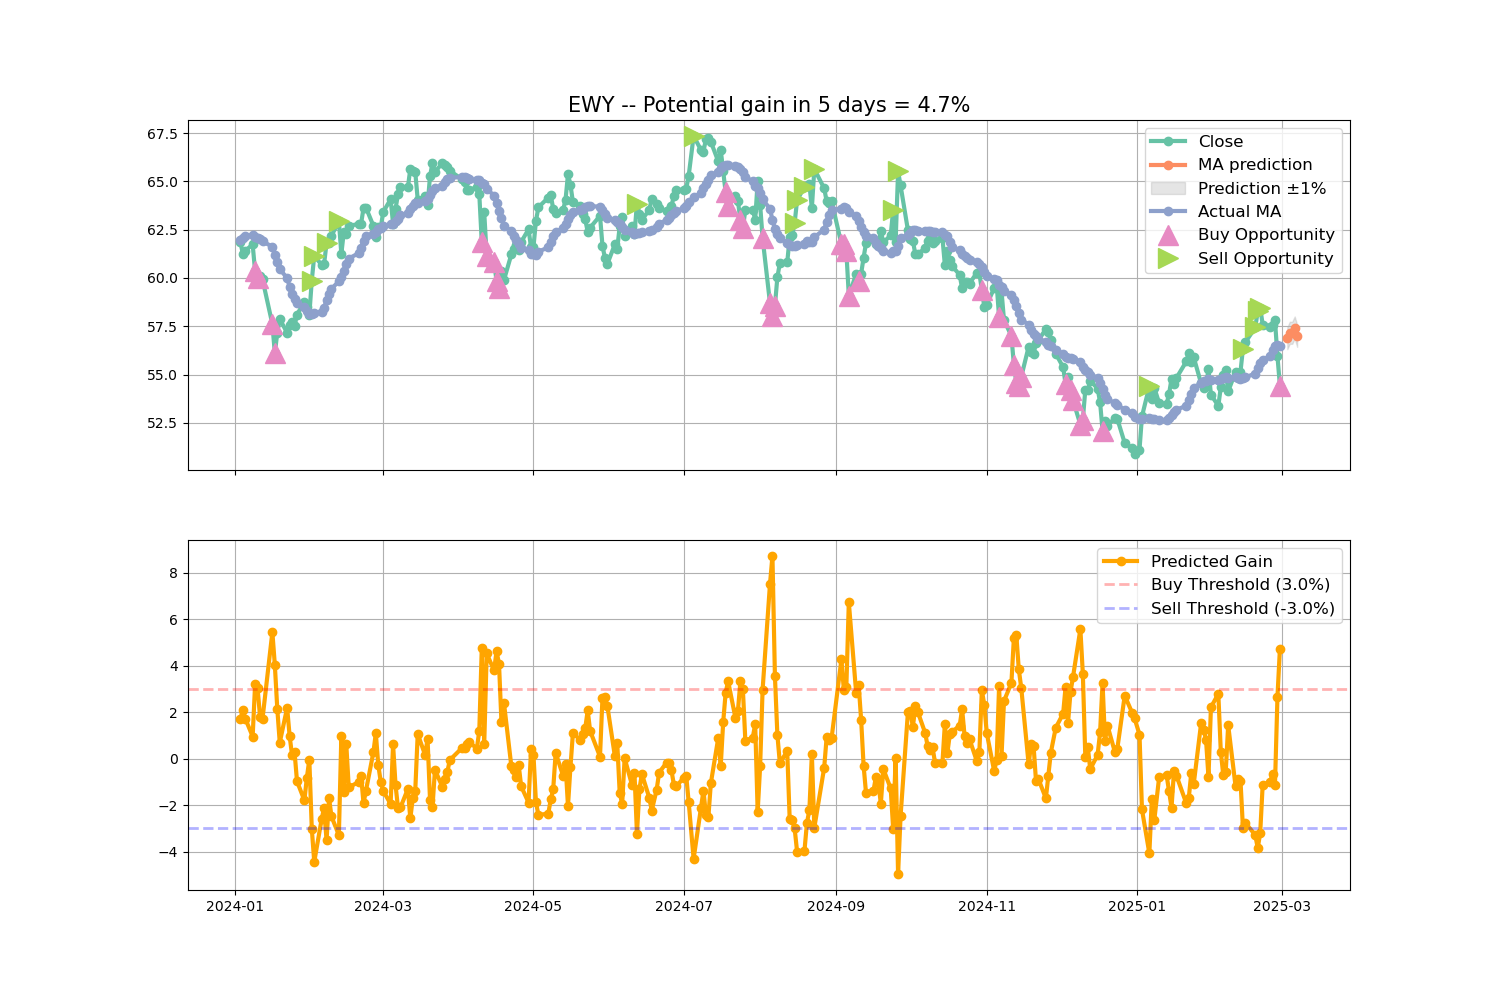 EWY -- Potential gain in 5 days = 4.7%
67.5
65.0
62.5
60.0
57.5
55.0
52.5
Close
MA prediction
Prediction ±1%
Actual MA
Buy Opportunity
Sell Opportunity
8
6
4
2
0
−2
−4
Predicted Gain
Buy Threshold (3.0%)
Sell Threshold (-3.0%)
2024-01
2024-03
2024-05
2024-07
2024-09
2024-11
2025-01
2025-03